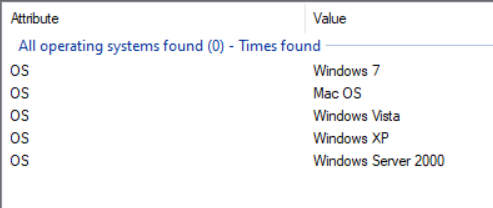 Attribute Value
All operating systems found (0) - Times found
OS Windows 7
OS Mac OS
OS Windows Vista
OS Windows XP
OS Windows Server 2000